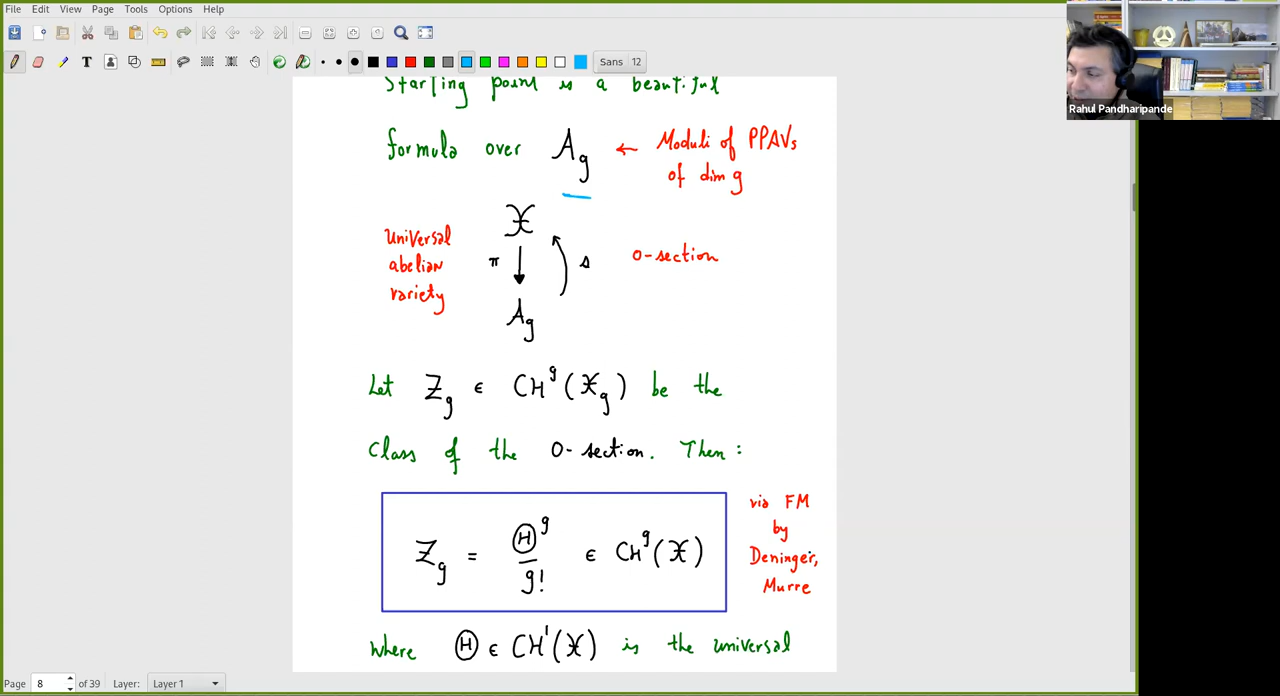 File Edit View Page Tools Options Help
Sans 12
Rahul Pandharipande
Starting point is a beautiful
formula over A_g ← Moduli of PPAVs
of dim g
Universal
abelian
variety
𝒳
π s 0-section
A_g
Let Z_g ∈ CH^g(𝒳_g) be the
class of the 0-section. Then:
Z_g = Θ^g / g! ∈ CH^g(𝒳)
via FM
by
Deninger,
Murre
where Θ ∈ CH^1(𝒳) is the universal
Page 8 of 39 Layer: Layer 1